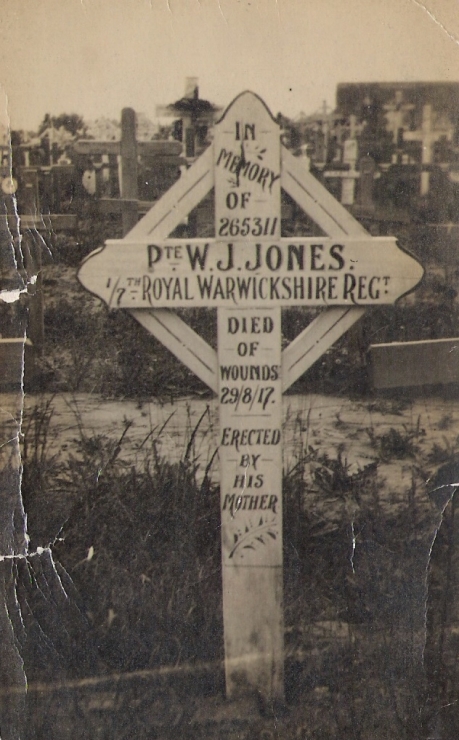 IN
MEMORY
OF
265311
PTE W.J. JONES.
1/7TH ROYAL WARWICKSHIRE REGT
DIED
OF
WOUNDS
29/8/17.
ERECTED
BY
HIS
MOTHER